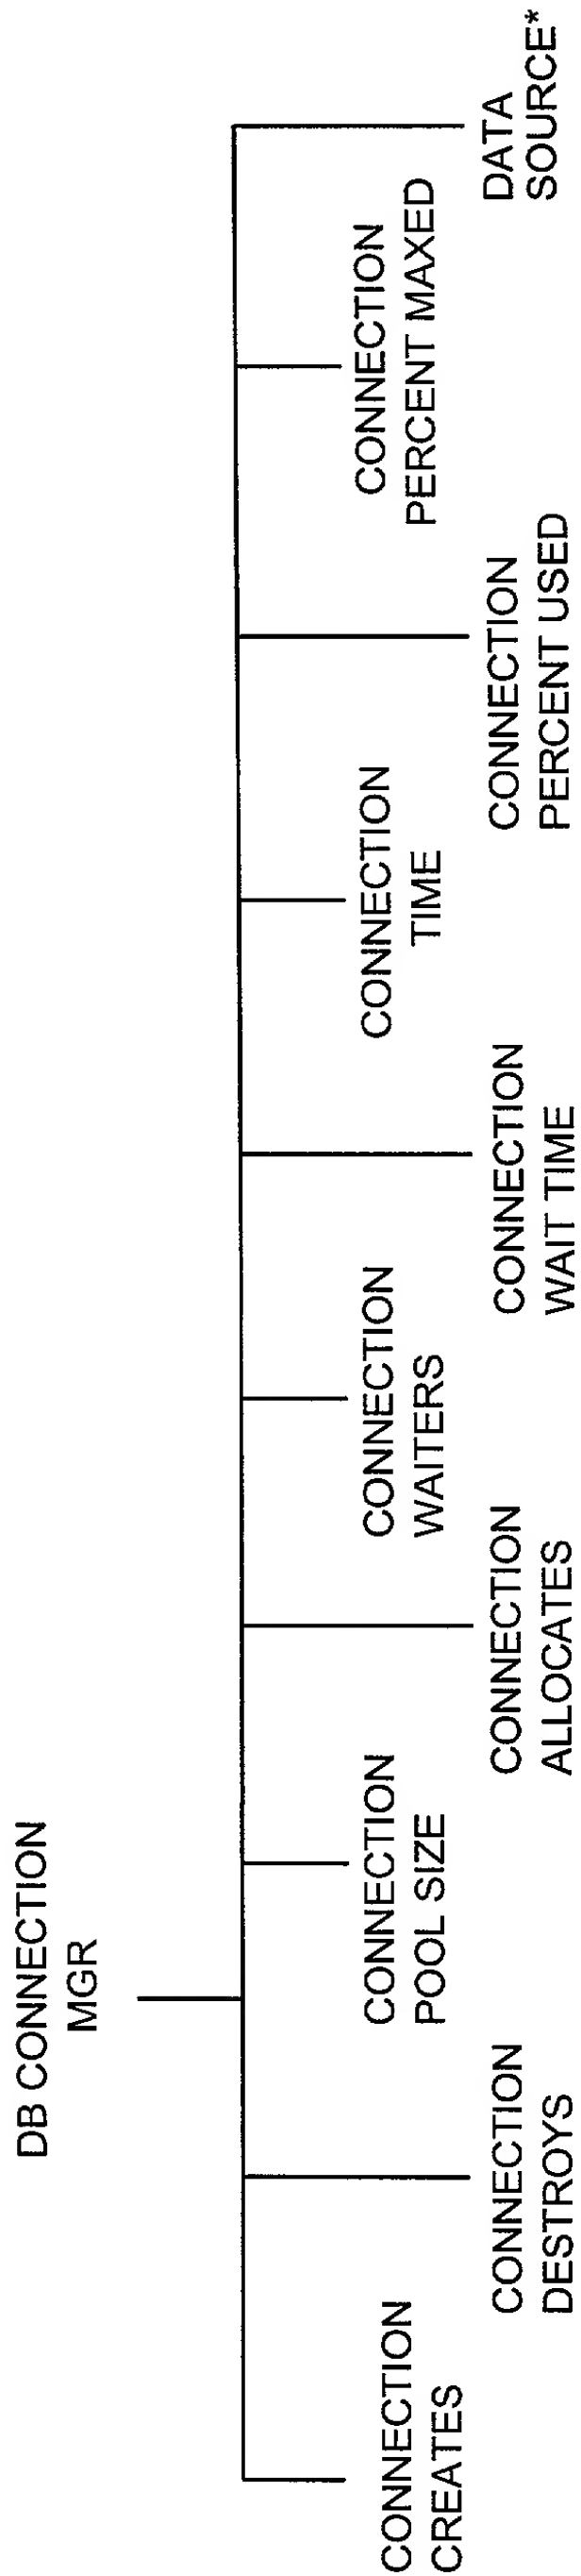 DB CONNECTION
MGR
CONNECTION
CREATES
CONNECTION
DESTROYS
CONNECTION
POOL SIZE
CONNECTION
ALLOCATES
CONNECTION
WAITERS
CONNECTION
WAIT TIME
CONNECTION
TIME
CONNECTION
PERCENT USED
CONNECTION
PERCENT MAXED
DATA
SOURCE*